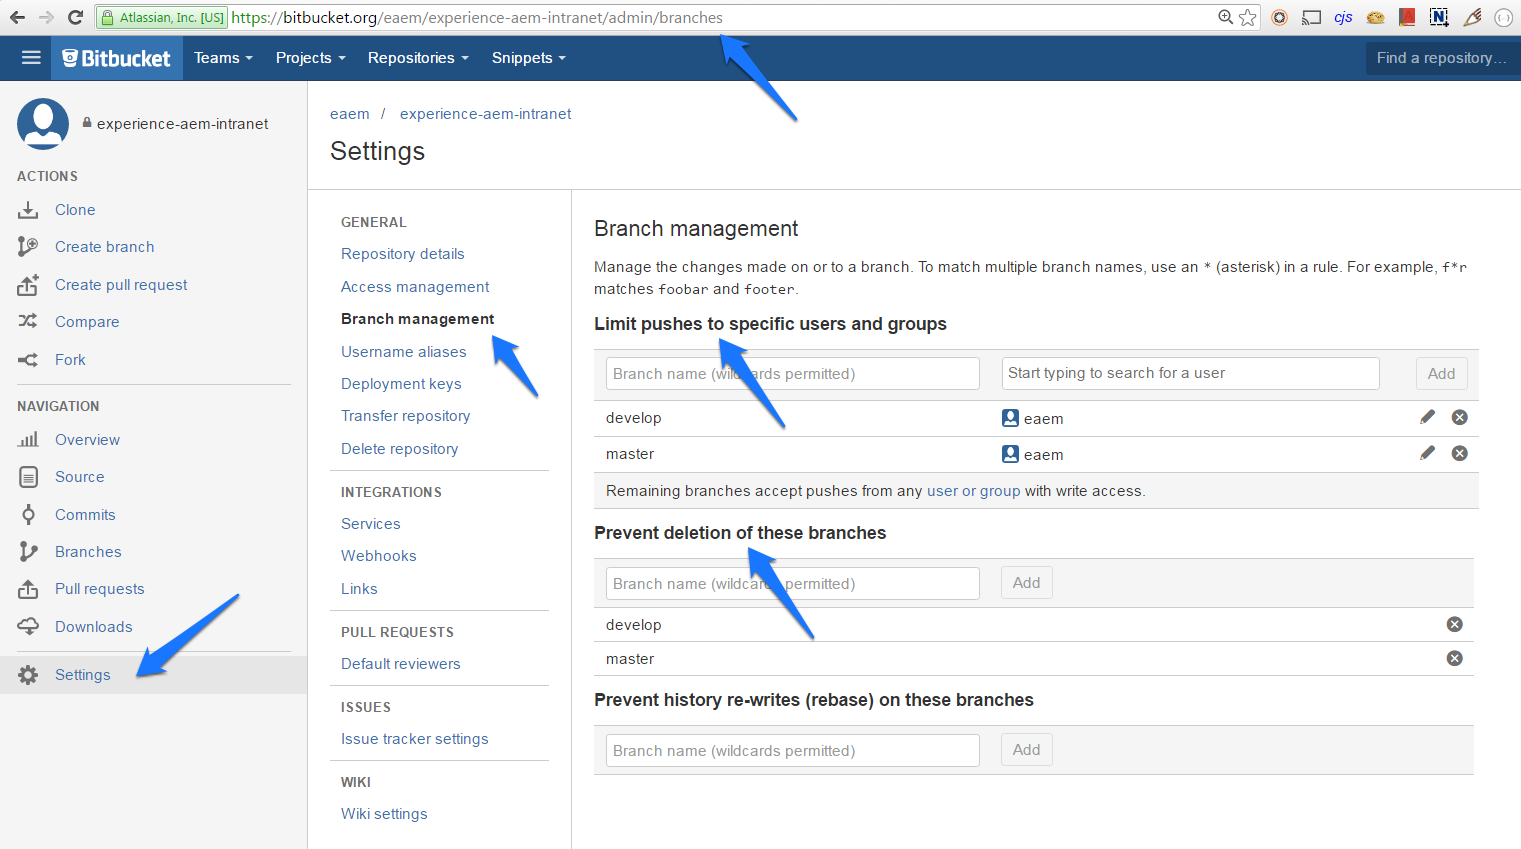 Atlassian, Inc. [US] https://bitbucket.org/eaem/experience-aem-intranet/admin/branches
cjs
Bitbucket Teams Projects Repositories Snippets Find a repository...
experience-aem-intranet
ACTIONS
Clone
Create branch
Create pull request
Compare
Fork
NAVIGATION
Overview
Source
Commits
Branches
Pull requests
Downloads
Settings
eaem / experience-aem-intranet
Settings
GENERAL
Repository details
Access management
Branch management
Username aliases
Deployment keys
Transfer repository
Delete repository
INTEGRATIONS
Services
Webhooks
Links
PULL REQUESTS
Default reviewers
ISSUES
Issue tracker settings
WIKI
Wiki settings
Branch management
Manage the changes made on or to a branch. To match multiple branch names, use an * (asterisk) in a rule. For example, f*r
matches foobar and footer.
Limit pushes to specific users and groups
Branch name (wildcards permitted) Start typing to search for a user Add
develop eaem
master eaem
Remaining branches accept pushes from any user or group with write access.
Prevent deletion of these branches
Branch name (wildcards permitted) Add
develop
master
Prevent history re-writes (rebase) on these branches
Branch name (wildcards permitted) Add